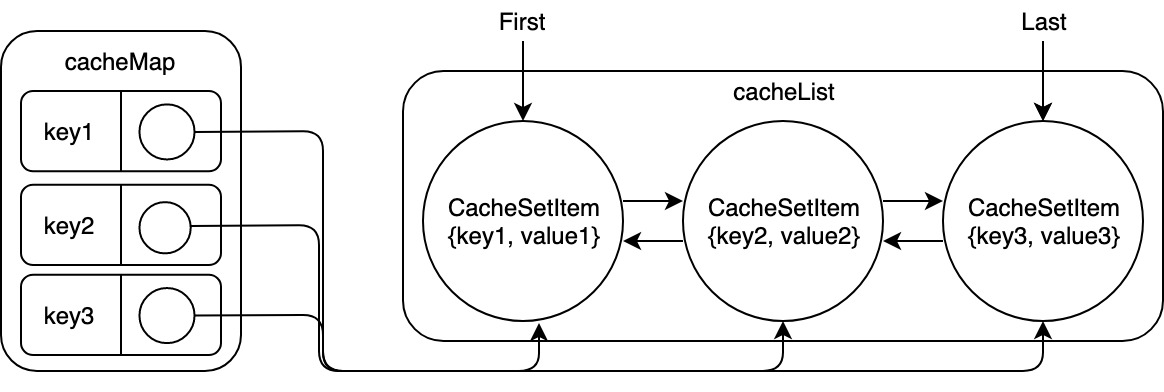 First
Last
cacheMap
cacheList
key1
key2
key3
CacheSetItem
{key1, value1}
CacheSetItem
{key2, value2}
CacheSetItem
{key3, value3}